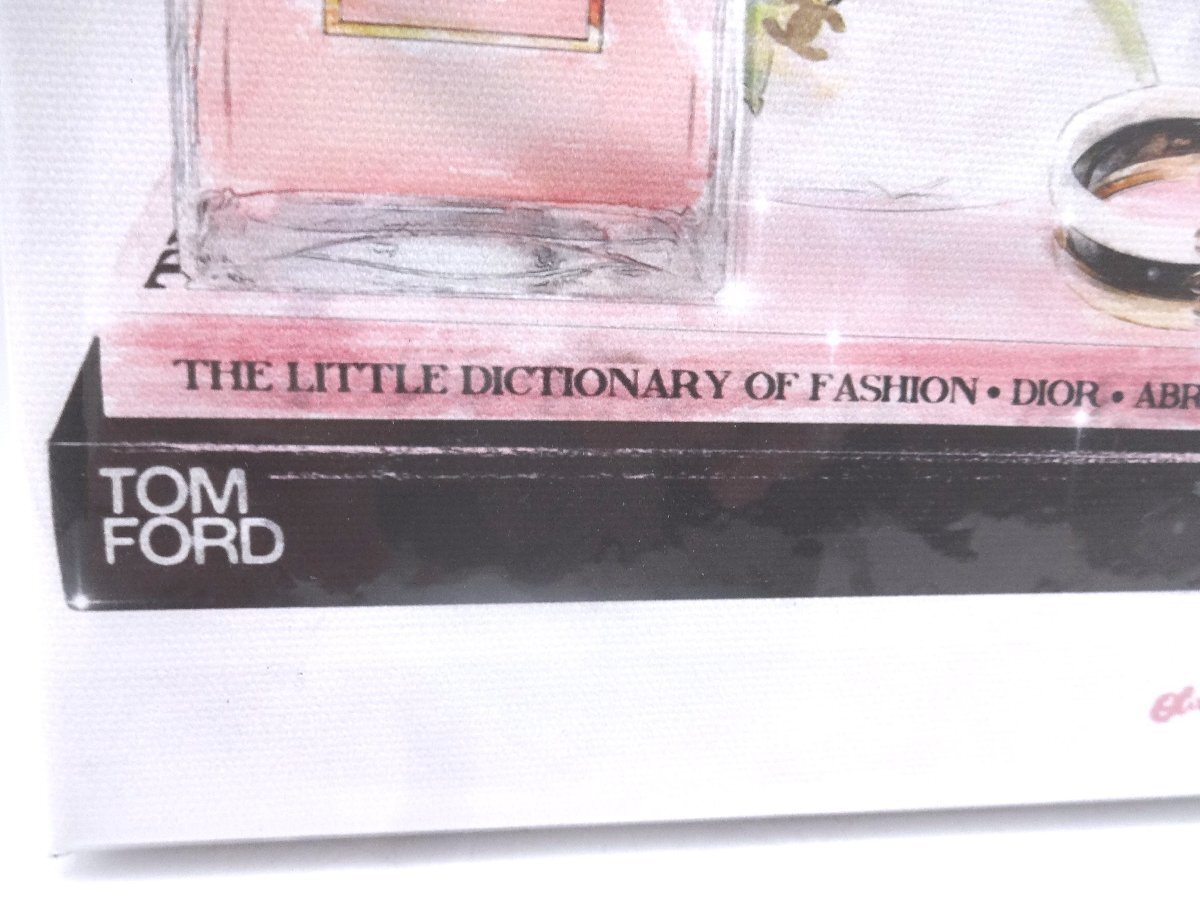 THE LITTLE DICTIONARY OF FASHION • DIOR • ABR
TOM
FORD